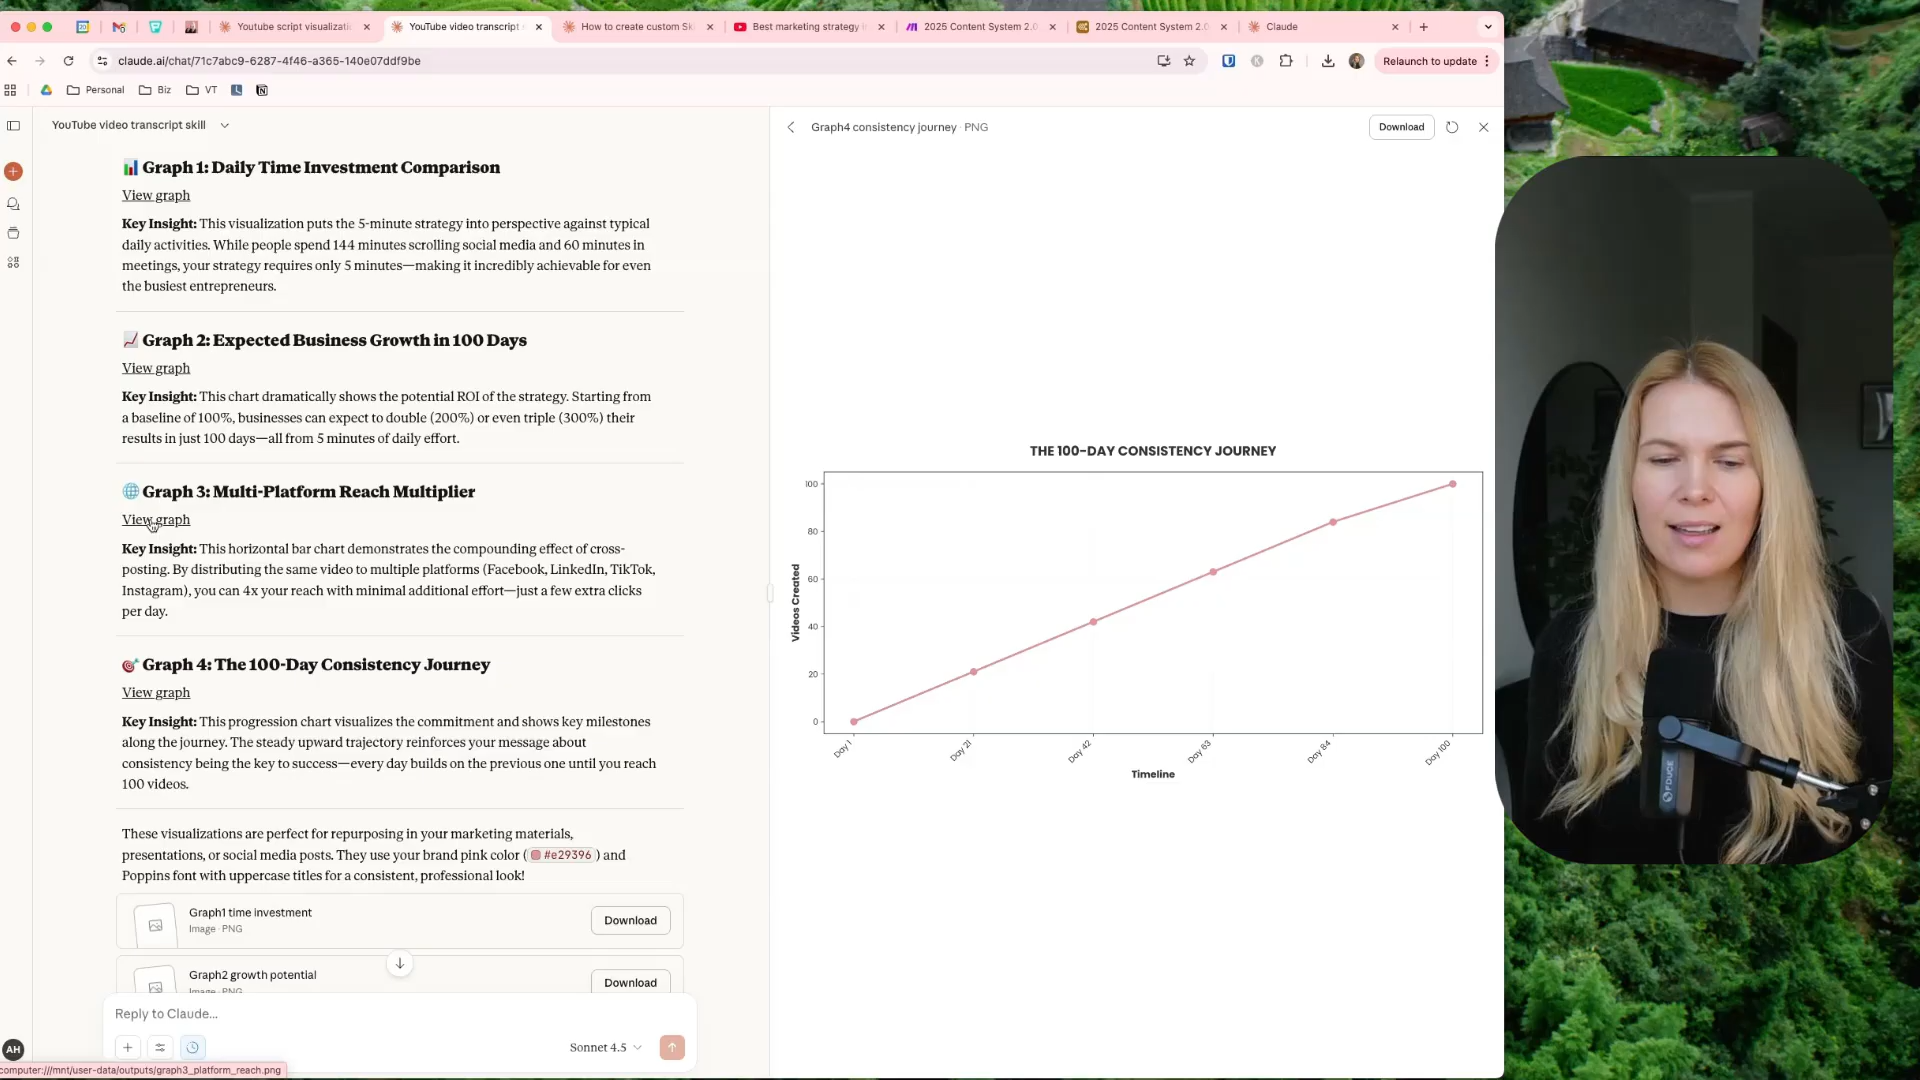 Youtube script visualizati
YouTube video transcript
How to create custom Sk
Best marketing strategy i
2025 Content System 2.0
2025 Content System 2.
Claude
claude.ai/chat/71c7abc9-6287-4f46-a365-140e07ddf9be
Relaunch to update
Personal
Biz
VT
YouTube video transcript skill
Graph4 consistency journey PNG
Download
Graph 1: Daily Time Investment Comparison
View graph
Key Insight: This visualization puts the 5-minute strategy into perspective against typical
daily activities. While people spend 144 minutes scrolling social media and 60 minutes in
meetings, your strategy requires only 5 minutes—making it incredibly achievable for even
the busiest entrepreneurs.
Graph 2: Expected Business Growth in 100 Days
View graph
Key Insight: This chart dramatically shows the potential ROI of the strategy. Starting from
a baseline of 100%, businesses can expect to double (200%) or even triple (300%) their
results in just 100 days—all from 5 minutes of daily effort.
Graph 3: Multi-Platform Reach Multiplier
View graph
Key Insight: This horizontal bar chart demonstrates the compounding effect of cross-
posting. By distributing the same video to multiple platforms (Facebook, LinkedIn, TikTok,
Instagram), you can 4x your reach with minimal additional effort—just a few extra clicks
per day.
Graph 4: The 100-Day Consistency Journey
View graph
Key Insight: This progression chart visualizes the commitment and shows key milestones
along the journey. The steady upward trajectory reinforces your message about
consistency being the key to success—every day builds on the previous one until you reach
100 videos.
These visualizations are perfect for repurposing in your marketing materials,
presentations, or social media posts. They use your brand pink color (#e29396) and
Poppins font with uppercase titles for a consistent, professional look!
Graph1 time investment
Image · PNG
Download
Graph2 growth potential
Image · PNG
Download
Reply to Claude...
Sonnet 4.5
AH
computer:///mnt/user-data/outputs/graph3_platform_reach.png
THE 100-DAY CONSISTENCY JOURNEY
100
80
60
40
20
0
Videos Created
Day 1
Day 21
Day 42
Day 63
Day 84
Day 100
Timeline